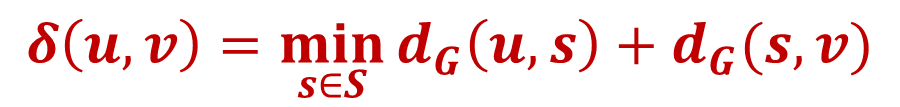 δ(u, v) = min d_G(u, s) + d_G(s, v)
s∈S